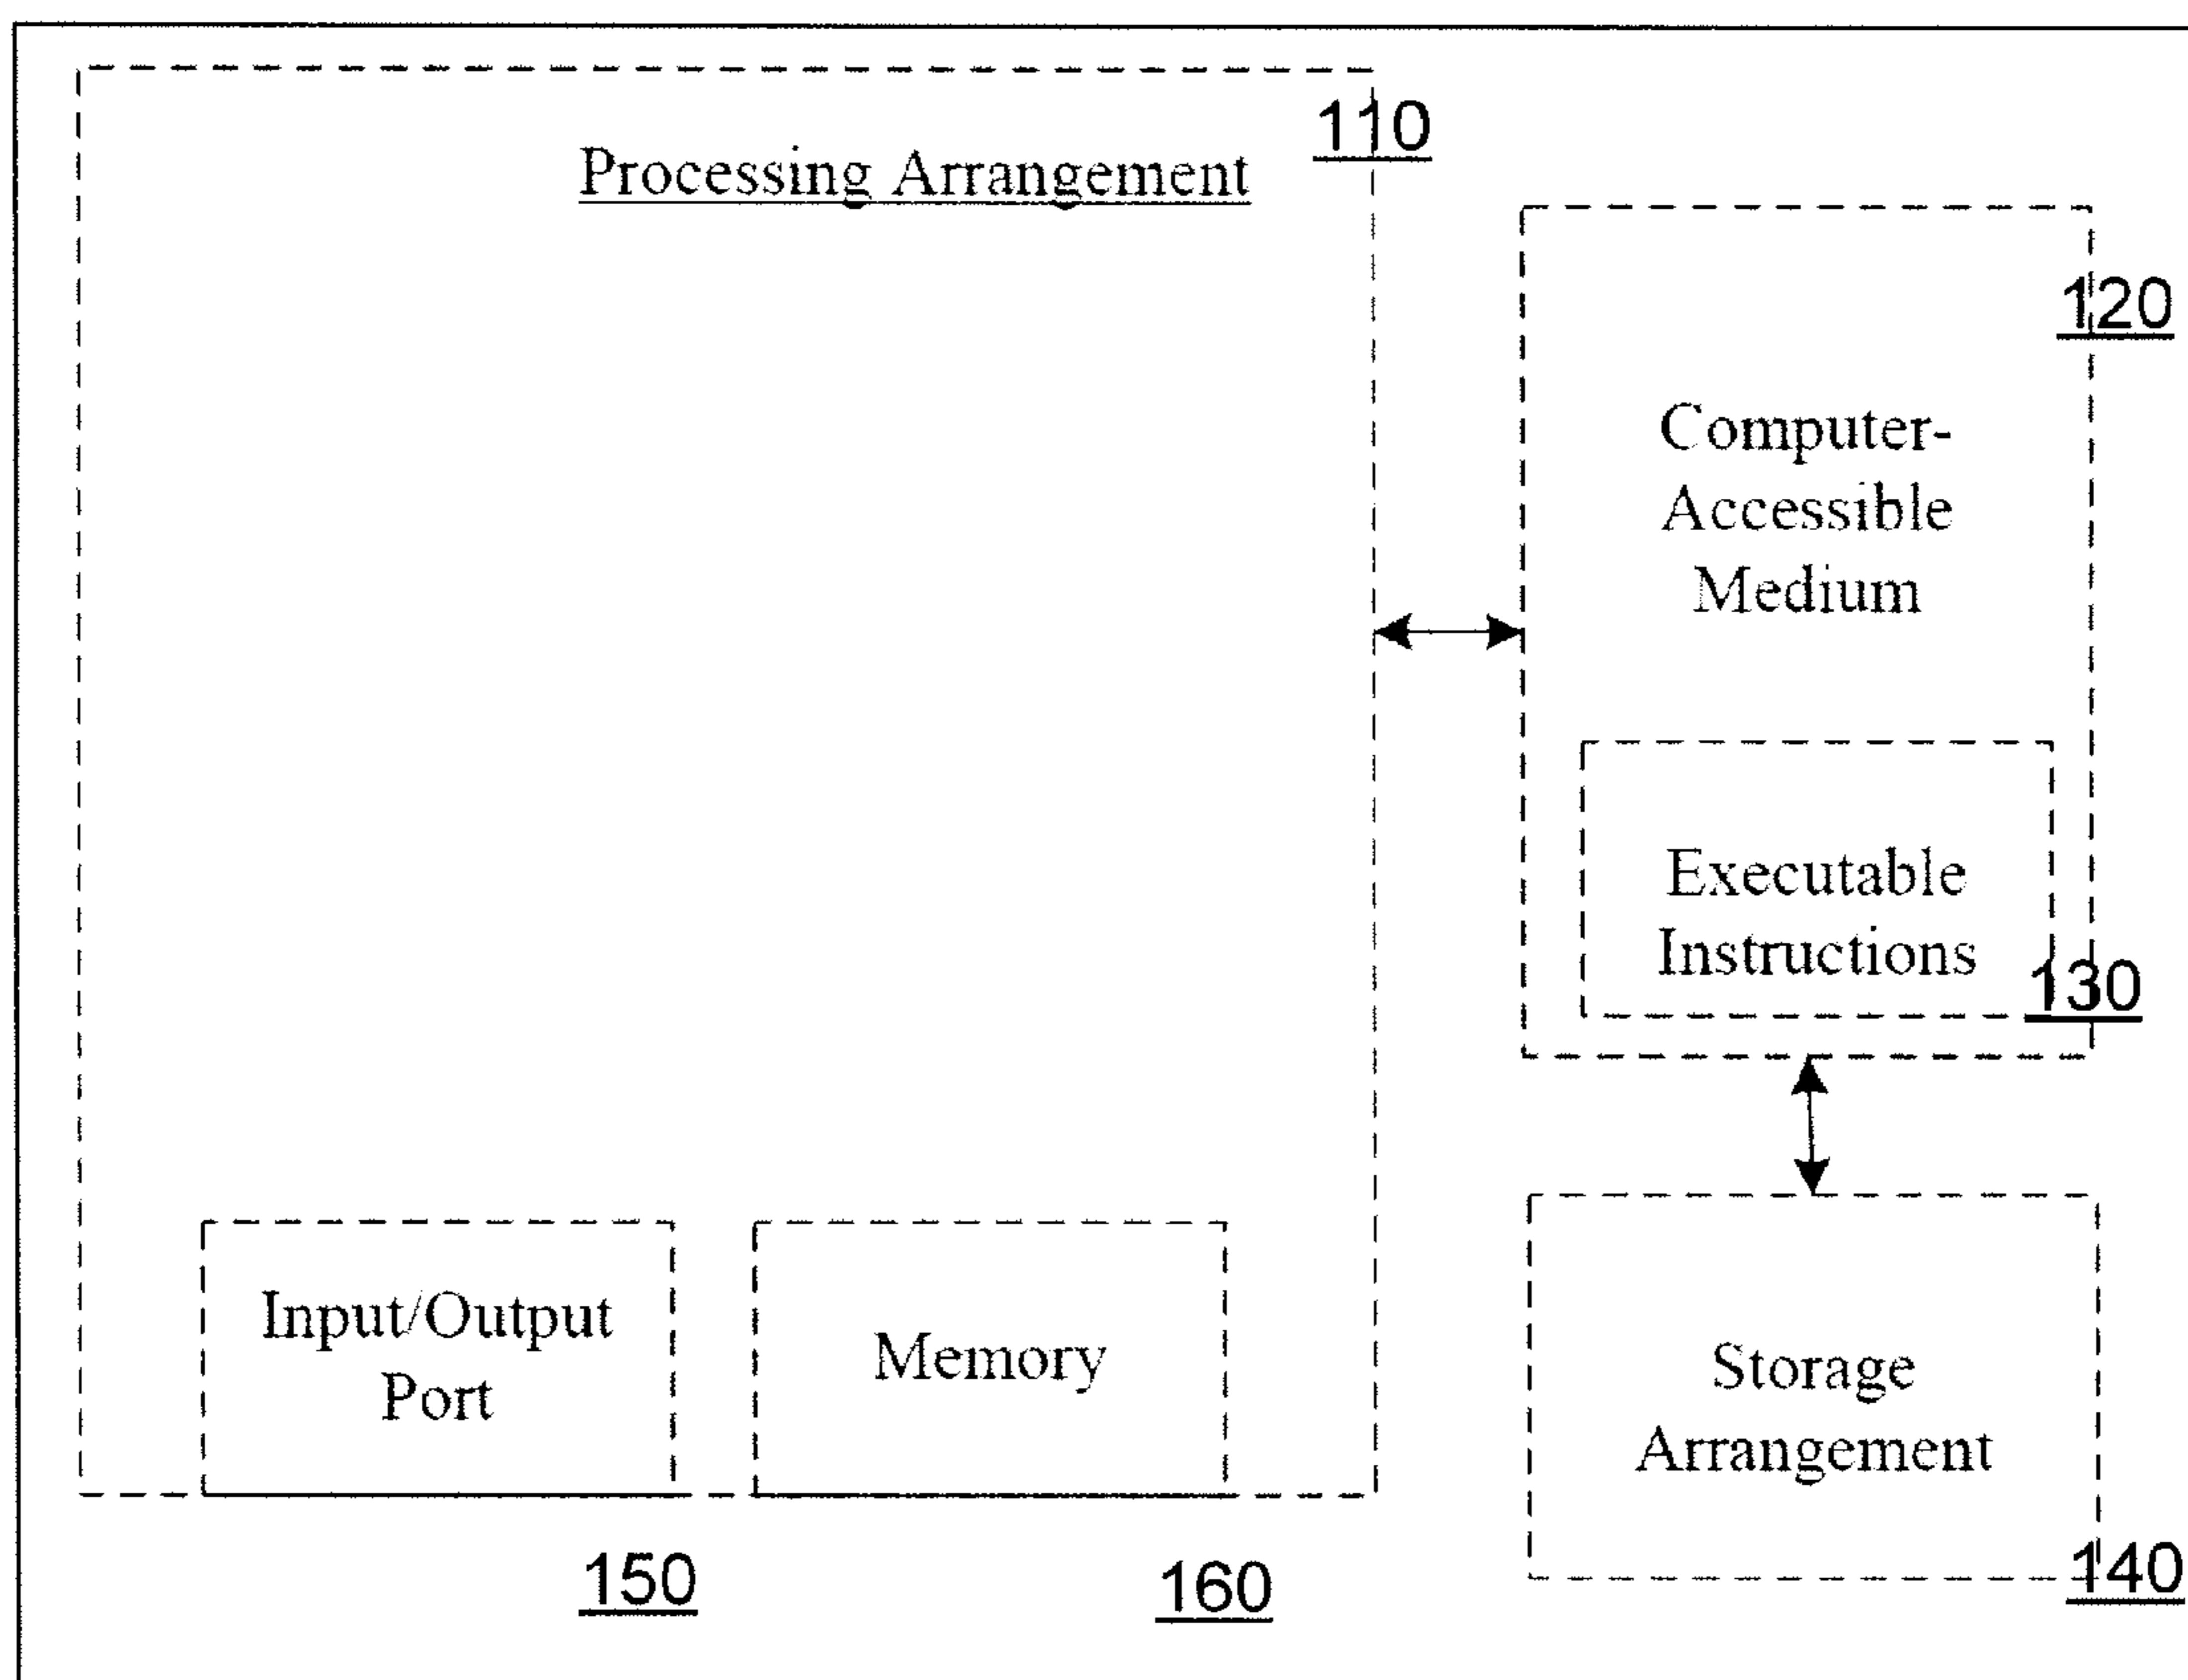 110
Processing Arrangement
120
Computer-
Accessible
Medium
Executable
Instructions
130
Input/Output
Port
Memory
Storage
Arrangement
140
150
160